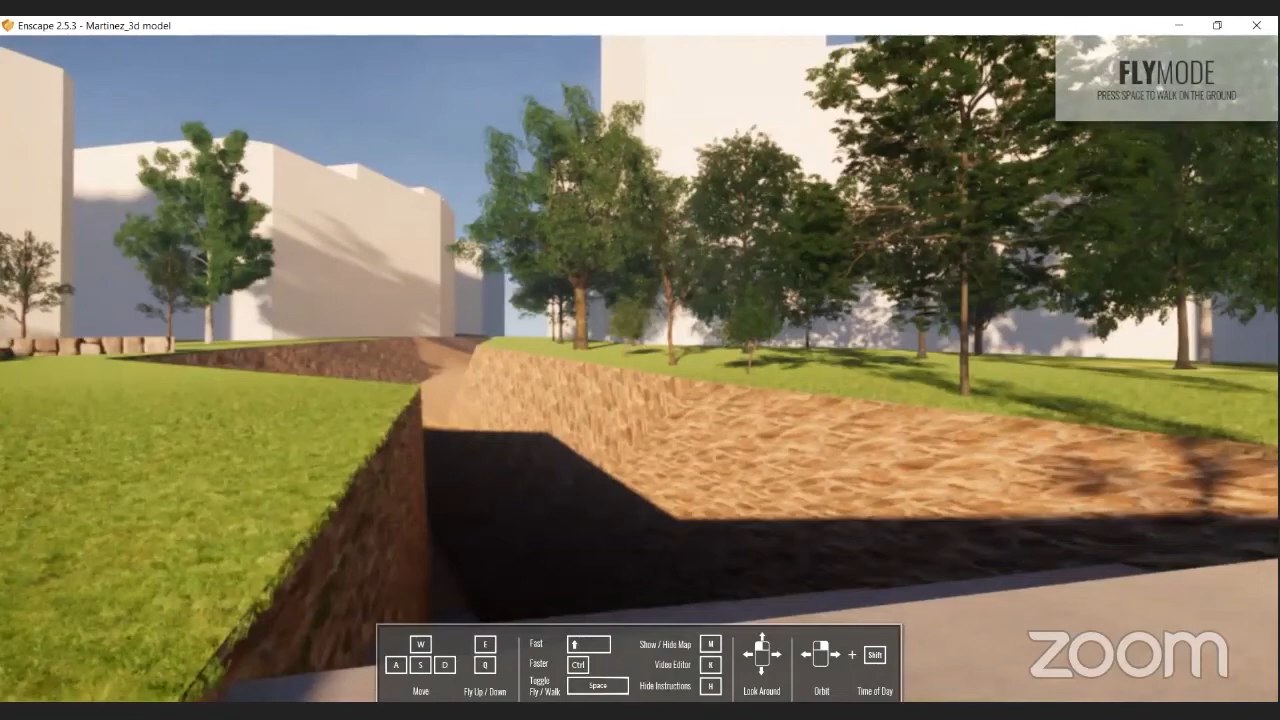 Enscape 2.5.3 - Martinez_3d model
FLYMODE
PRESS SPACE TO WALK ON THE GROUND
W
E
A
S
D
Q
Move
Fly Up / Down
Fast
Faster
Ctrl
Toggle
Fly / Walk
Space
Show / Hide Map
M
Video Editor
K
Hide Instructions
H
Look Around
+
Shift
Orbit
Time of Day
zoom